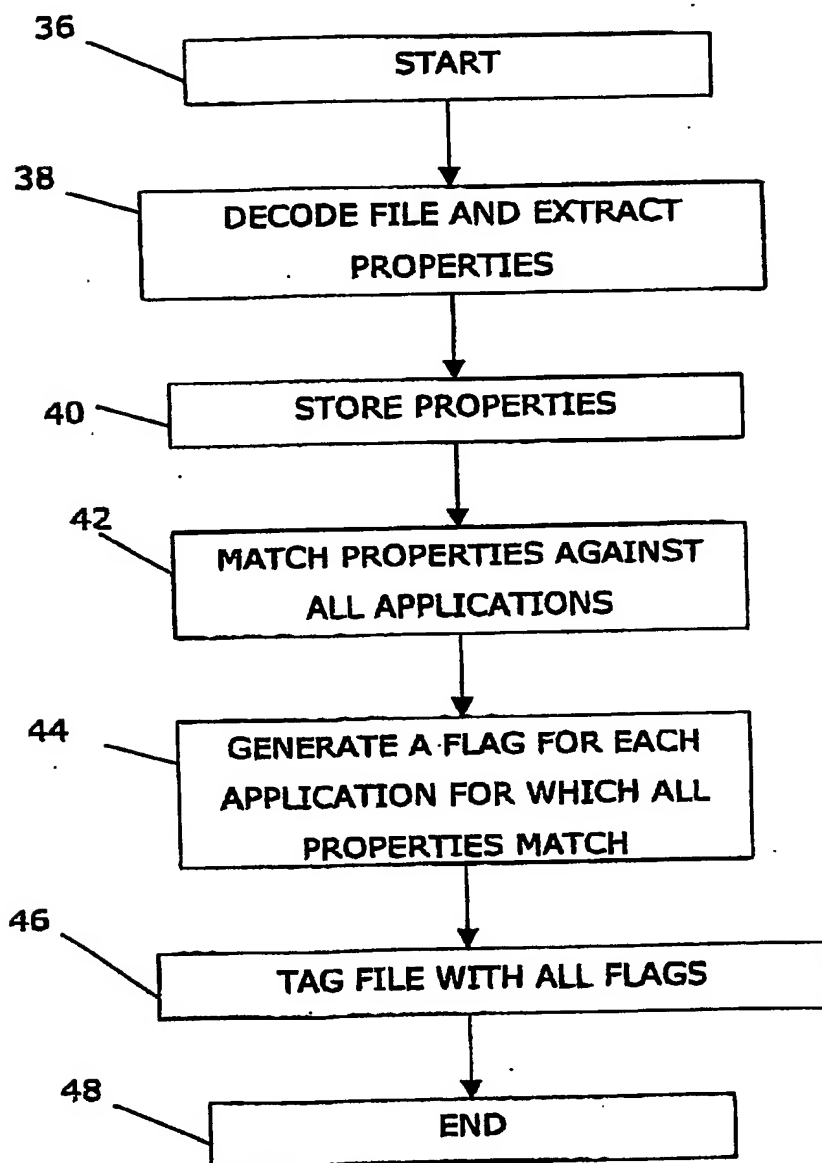 36
START
38
DECODE FILE AND EXTRACT
PROPERTIES
40
STORE PROPERTIES
42
MATCH PROPERTIES AGAINST
ALL APPLICATIONS
44
GENERATE A FLAG FOR EACH
APPLICATION FOR WHICH ALL
PROPERTIES MATCH
46
TAG FILE WITH ALL FLAGS
48
END